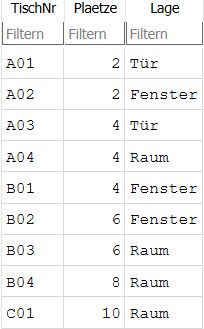 TischNr Plaetze Lage
Filtern Filtern Filtern
A01 2 Tür
A02 2 Fenster
A03 4 Tür
A04 4 Raum
B01 4 Fenster
B02 6 Fenster
B03 6 Raum
B04 8 Raum
C01 10 Raum